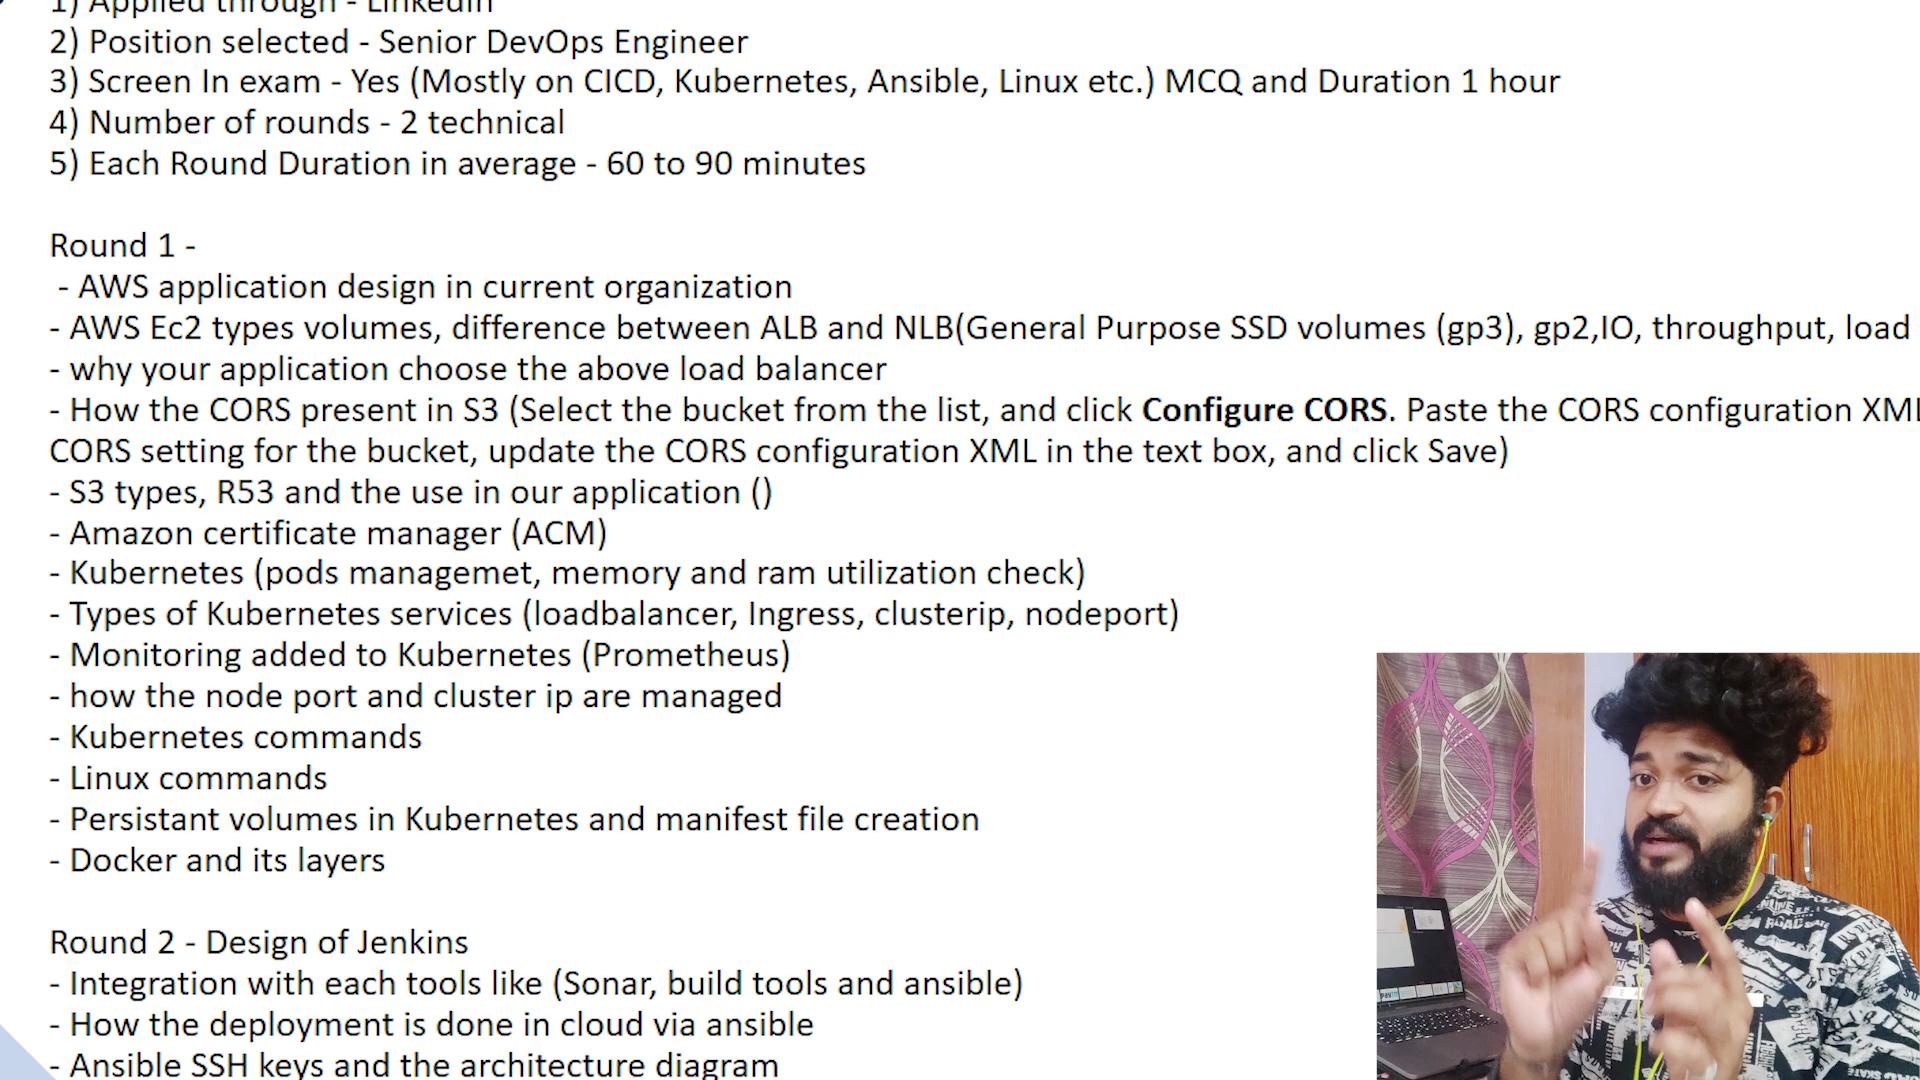 1) Applied through - LinkedIn
2) Position selected - Senior DevOps Engineer
3) Screen In exam - Yes (Mostly on CICD, Kubernetes, Ansible, Linux etc.) MCQ and Duration 1 hour
4) Number of rounds - 2 technical
5) Each Round Duration in average - 60 to 90 minutes
Round 1 -
- AWS application design in current organization
- AWS Ec2 types volumes, difference between ALB and NLB(General Purpose SSD volumes (gp3), gp2,IO, throughput, load
- why your application choose the above load balancer
- How the CORS present in S3 (Select the bucket from the list, and click Configure CORS. Paste the CORS configuration XML
CORS setting for the bucket, update the CORS configuration XML in the text box, and click Save)
- S3 types, R53 and the use in our application ()
- Amazon certificate manager (ACM)
- Kubernetes (pods managemet, memory and ram utilization check)
- Types of Kubernetes services (loadbalancer, Ingress, clusterip, nodeport)
- Monitoring added to Kubernetes (Prometheus)
- how the node port and cluster ip are managed
- Kubernetes commands
- Linux commands
- Persistant volumes in Kubernetes and manifest file creation
- Docker and its layers
Round 2 - Design of Jenkins
- Integration with each tools like (Sonar, build tools and ansible)
- How the deployment is done in cloud via ansible
- Ansible SSH keys and the architecture diagram